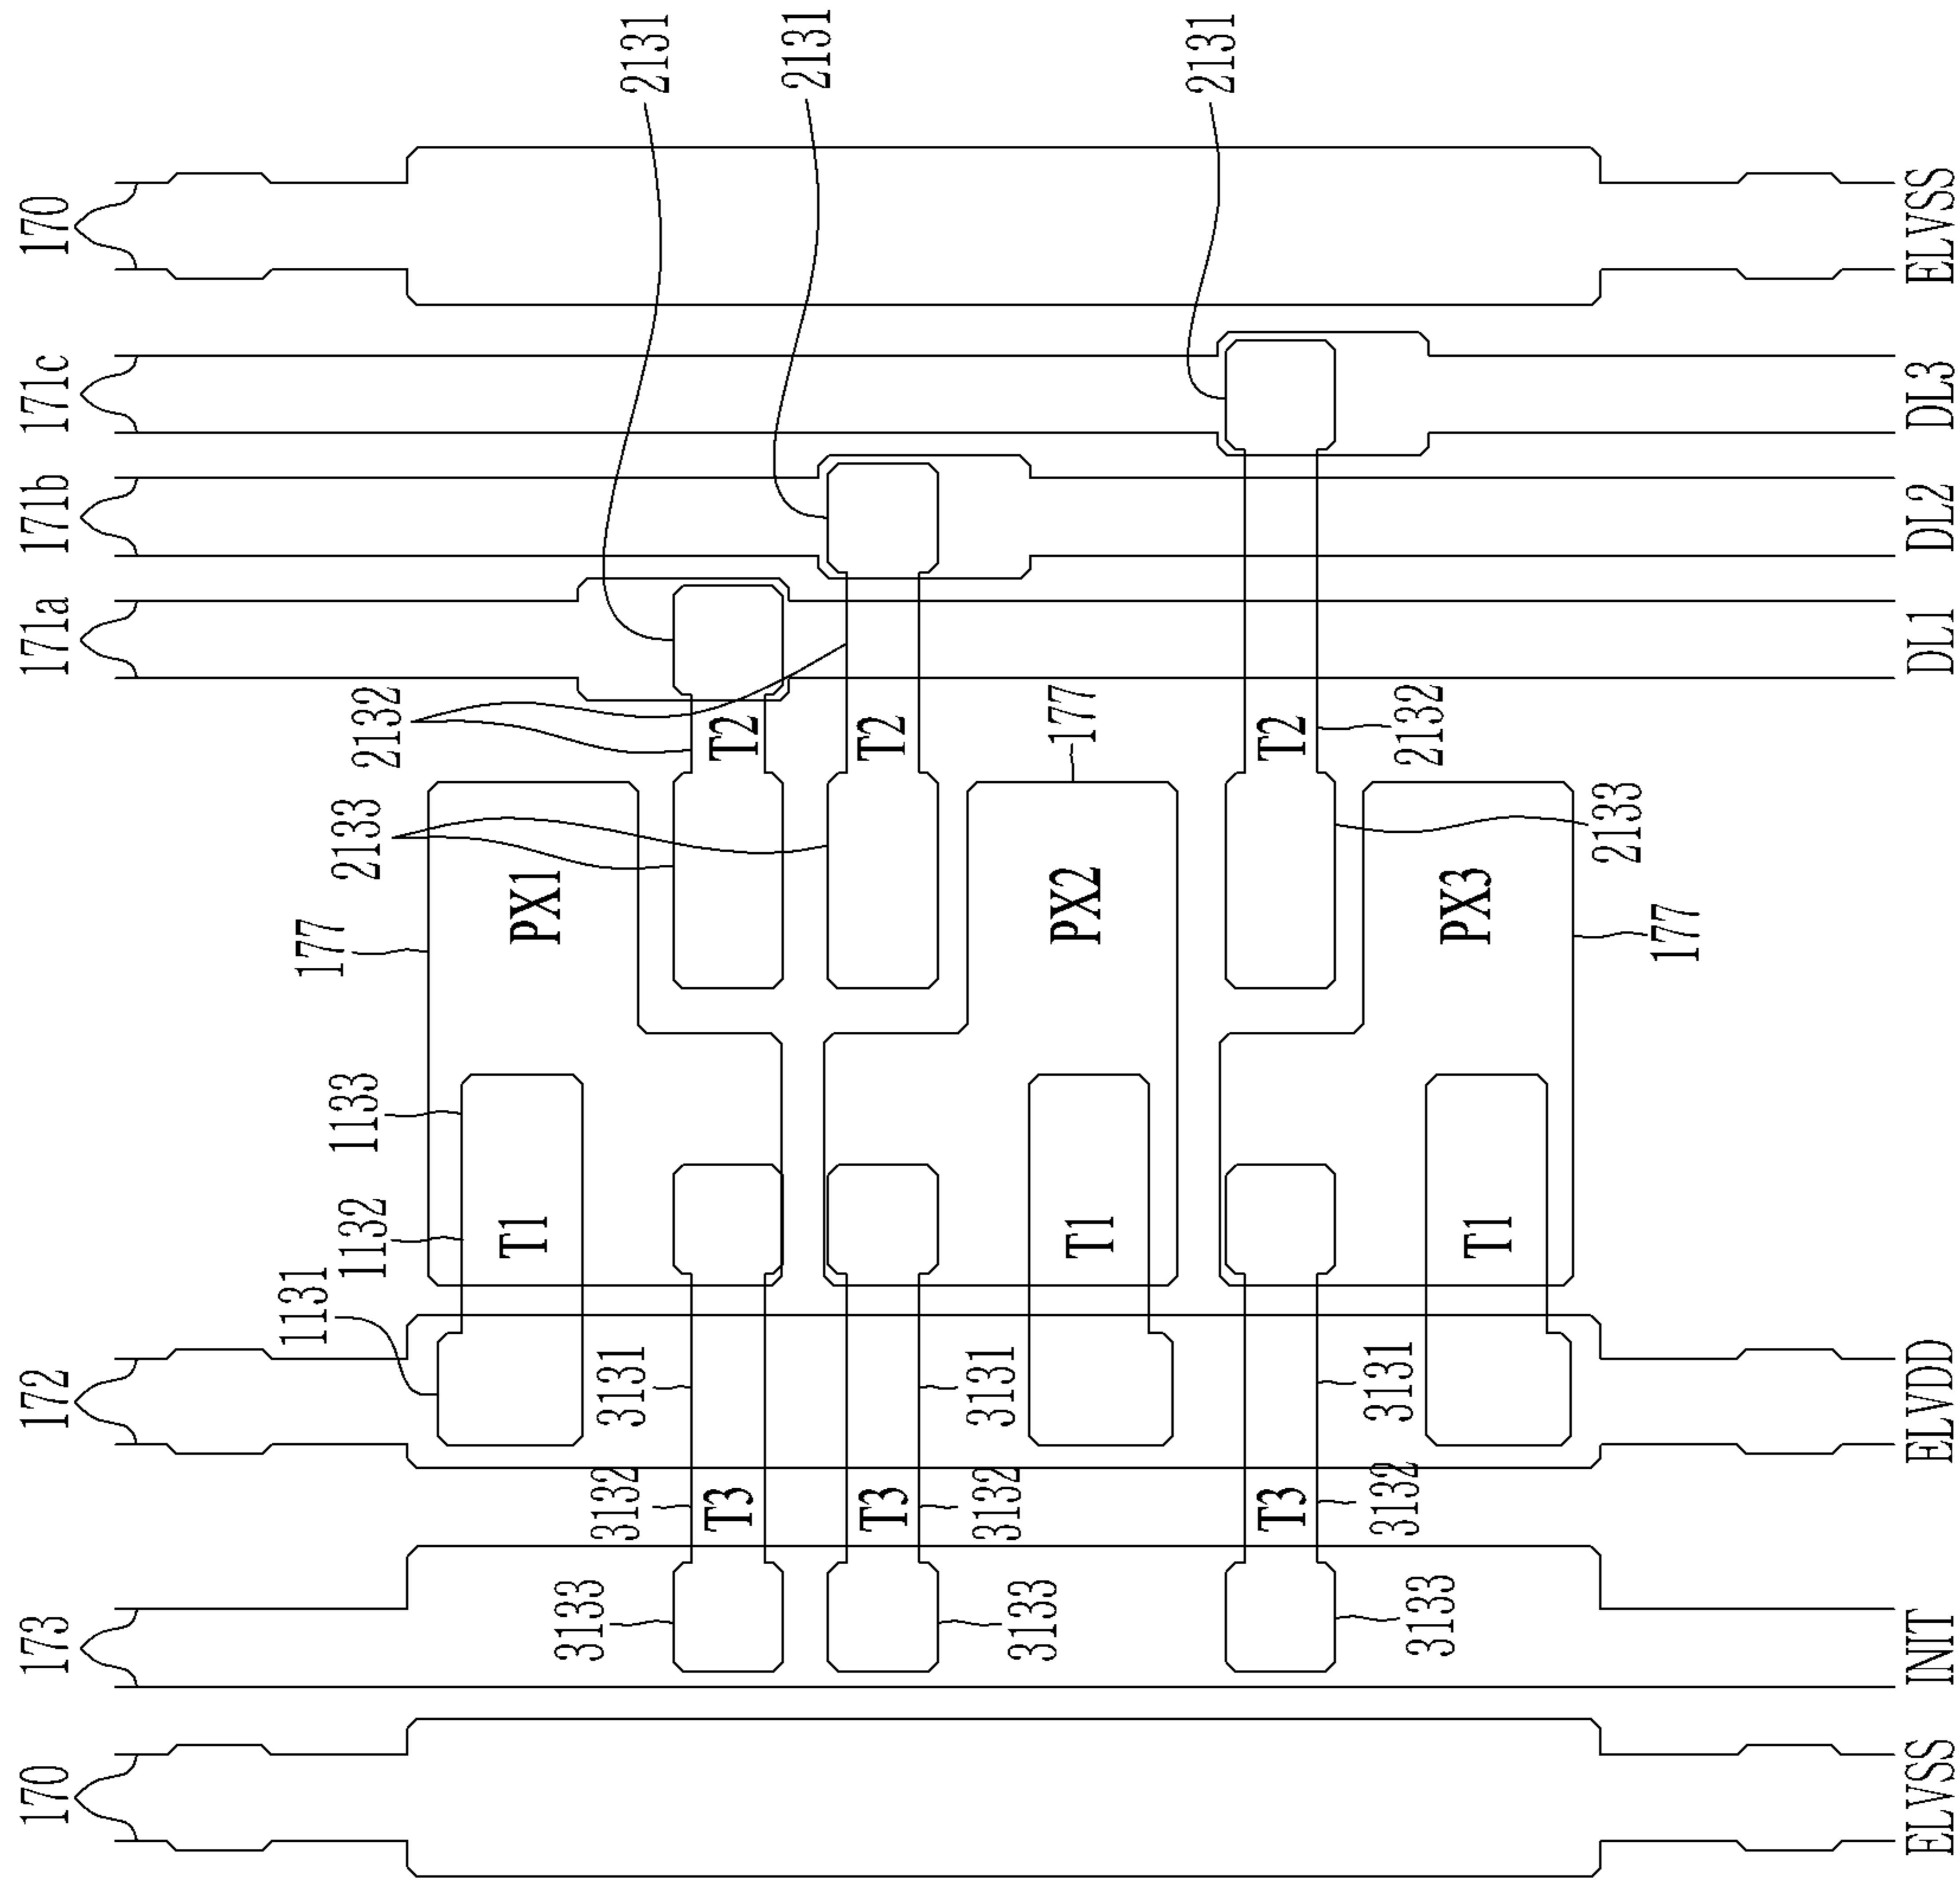 170 173 172 171a 171b 171c 170
1131
177
1132 1133 2133 2132
T1 PX1
3133 3132 3131 2131
T3 T2
2131
T3 T2
3133 3132 3131
T1 PX2 177
2131
T3 T2
3133 3132 3131 2132
T1 PX3
2133
177
ELVSS INIT ELVDD DL1 DL2 DL3 ELVSS